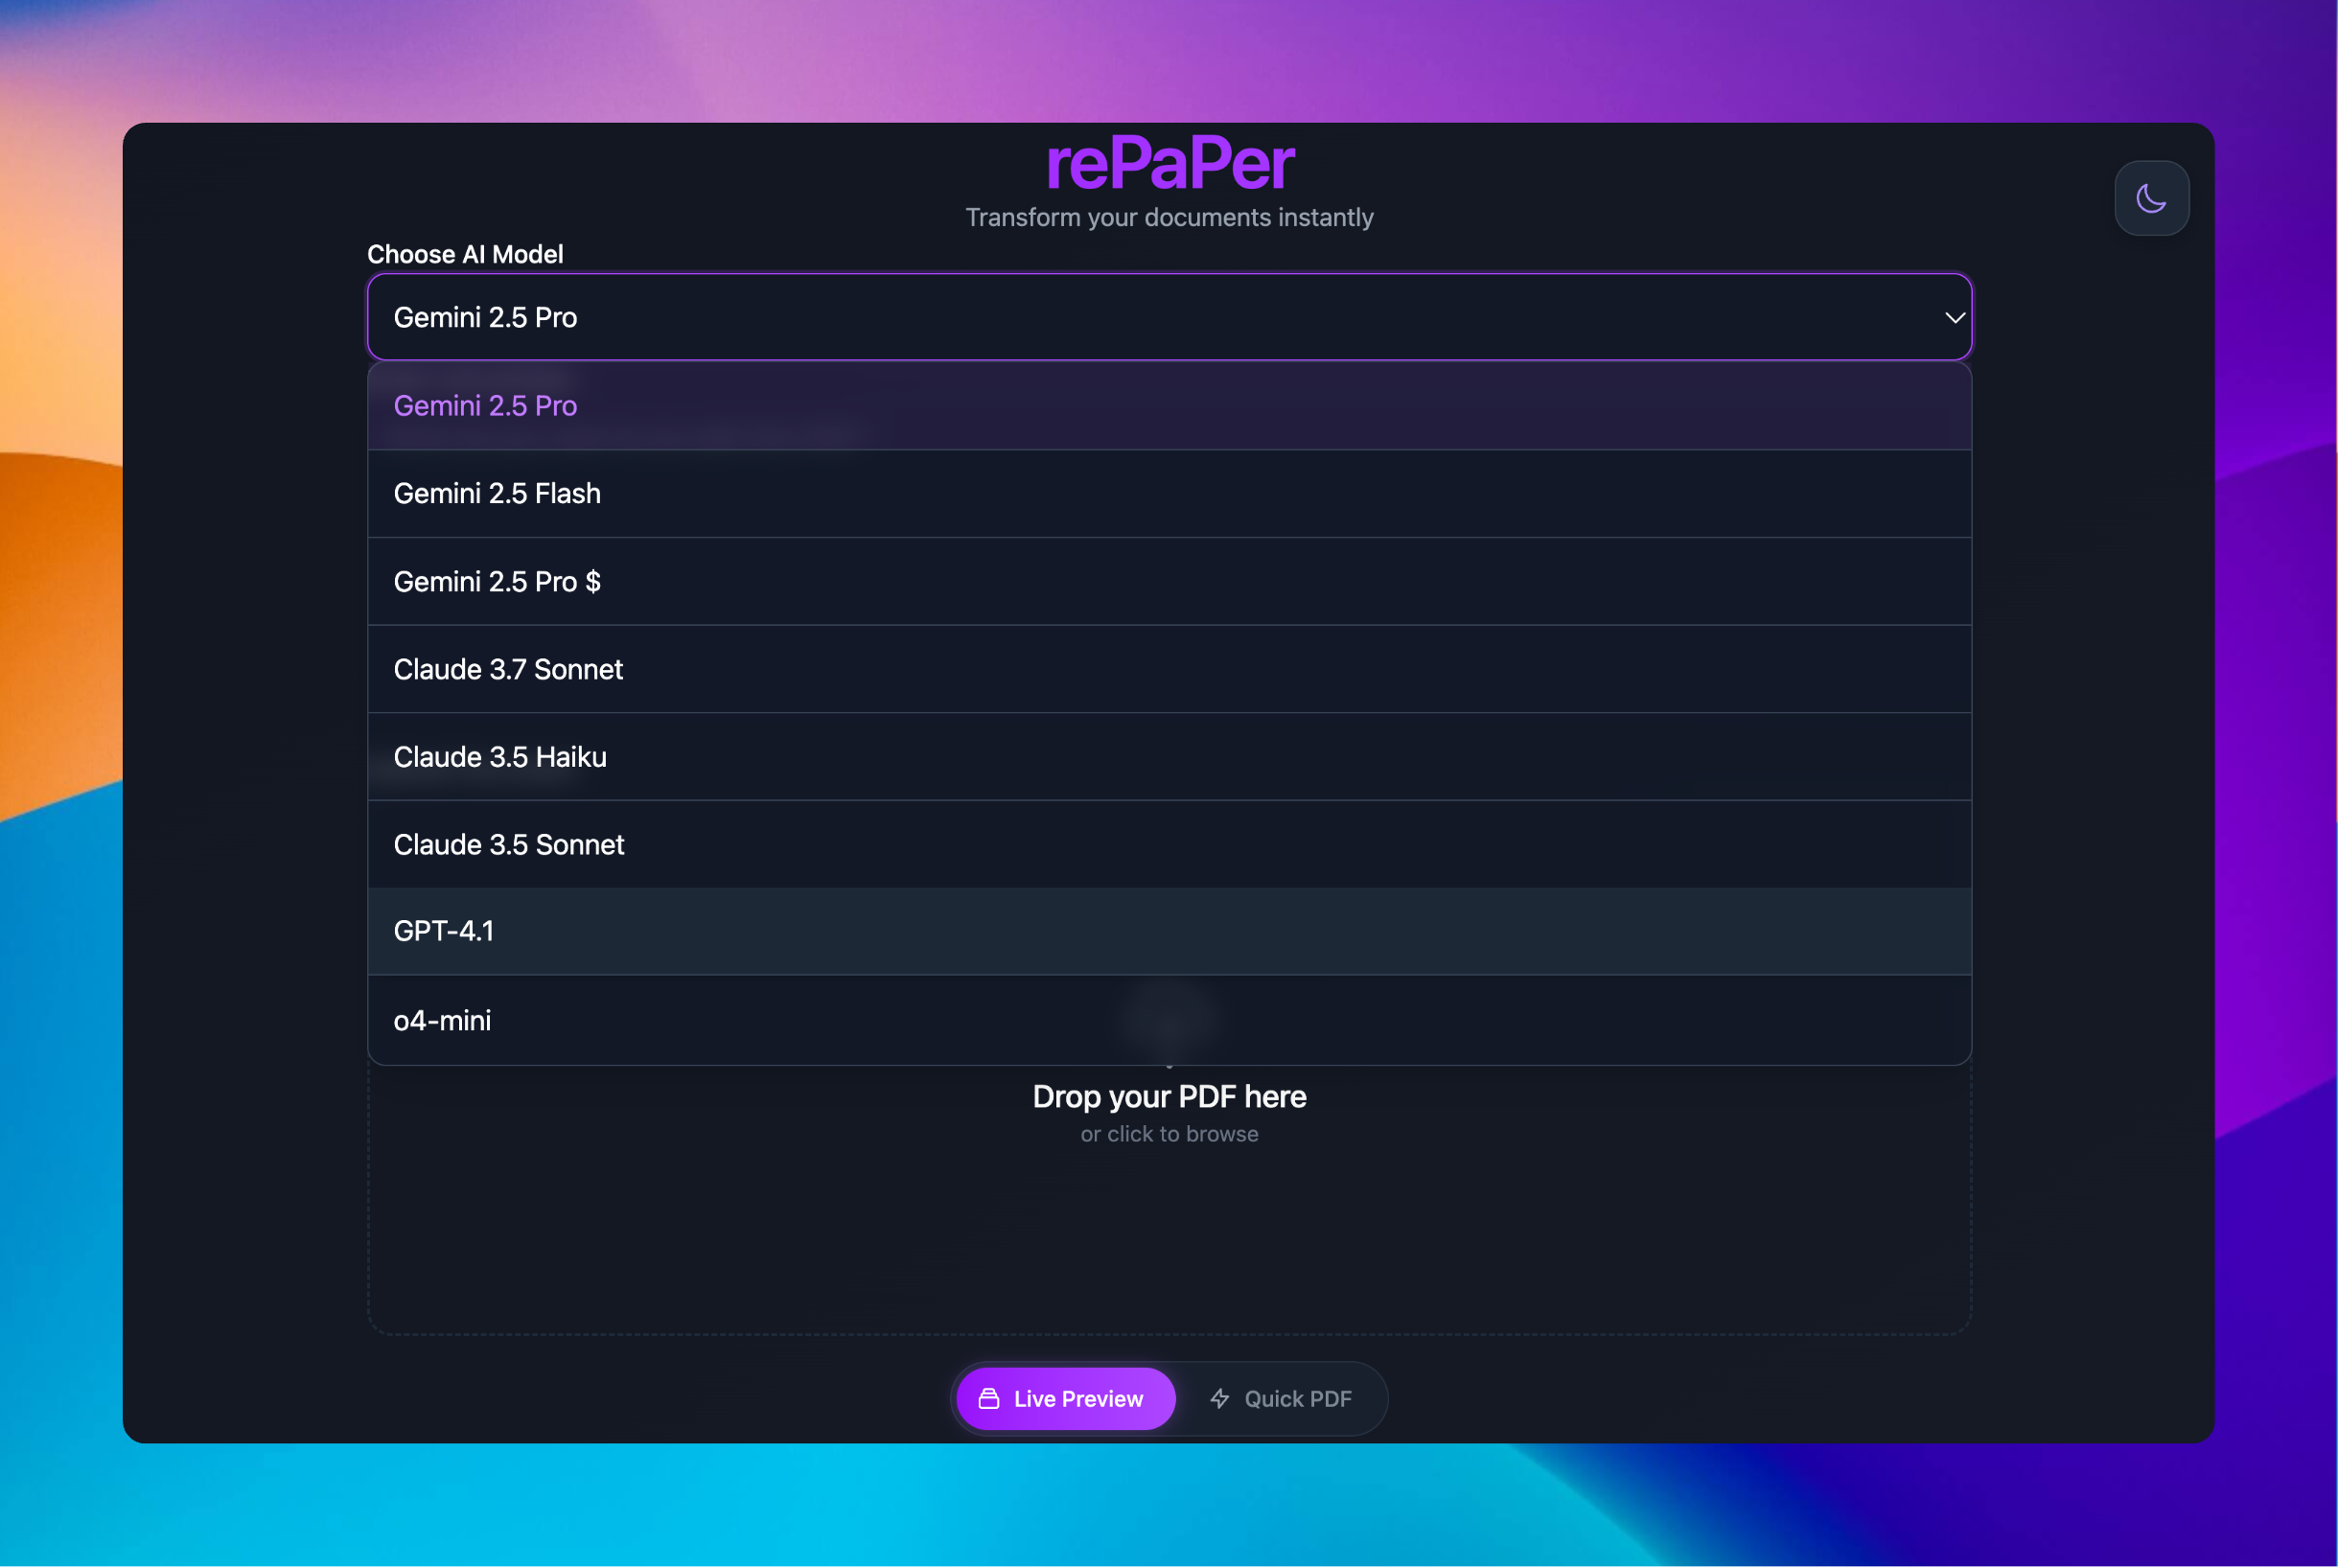 rePaPer
Transform your documents instantly
Choose AI Model
Gemini 2.5 Pro
Gemini 2.5 Pro
Gemini 2.5 Flash
Gemini 2.5 Pro $
Claude 3.7 Sonnet
Claude 3.5 Haiku
Claude 3.5 Sonnet
GPT-4.1
o4-mini
Drop your PDF here
or click to browse
Live Preview
Quick PDF